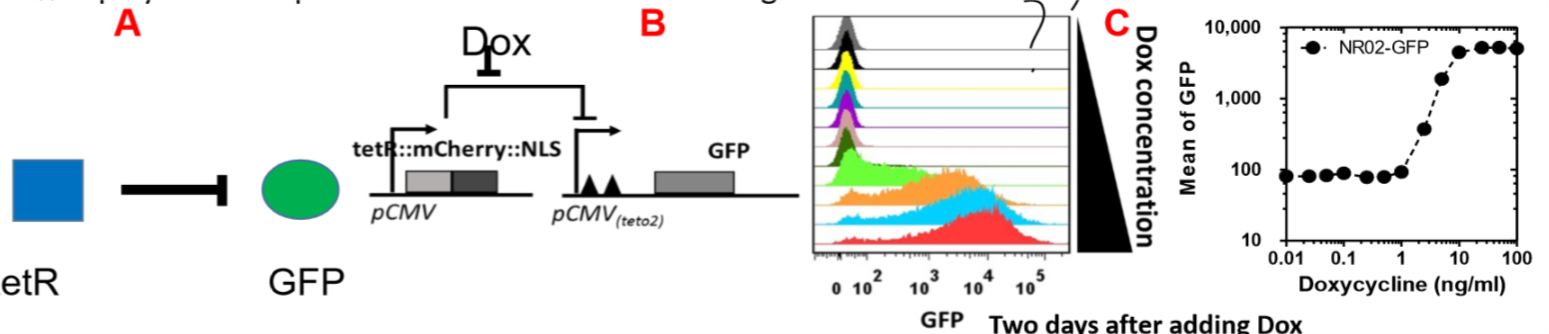 A
B
C
etR
GFP
Dox
tetR::mCherry::NLS
GFP
pCMV
pCMV(teto2)
0 10² 10³ 10⁴ 10⁵
GFP
Two days after adding Dox
Dox concentration
10,000
1,000
100
10
Mean of GFP
NR02-GFP
0.01 0.1 1 10 100
Doxycycline (ng/ml)